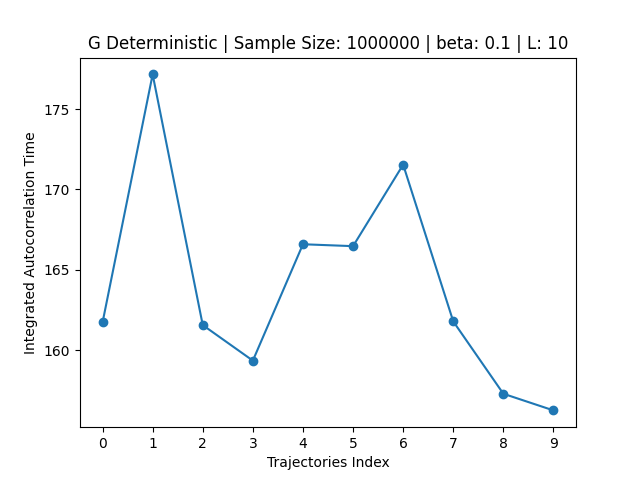 G Deterministic | Sample Size: 1000000 | beta: 0.1 | L: 10
Integrated Autocorrelation Time
175
170
165
160
0 1 2 3 4 5 6 7 8 9
Trajectories Index